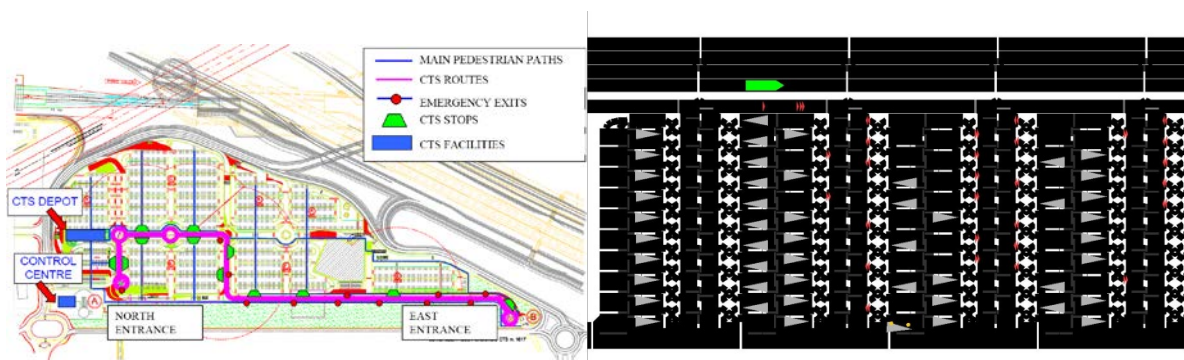 MAIN PEDESTRIAN PATHS
CTS ROUTES
EMERGENCY EXITS
CTS STOPS
CTS FACILITIES
CTS DEPOT
CONTROL
CENTRE
A
NORTH
ENTRANCE
EAST
ENTRANCE
B